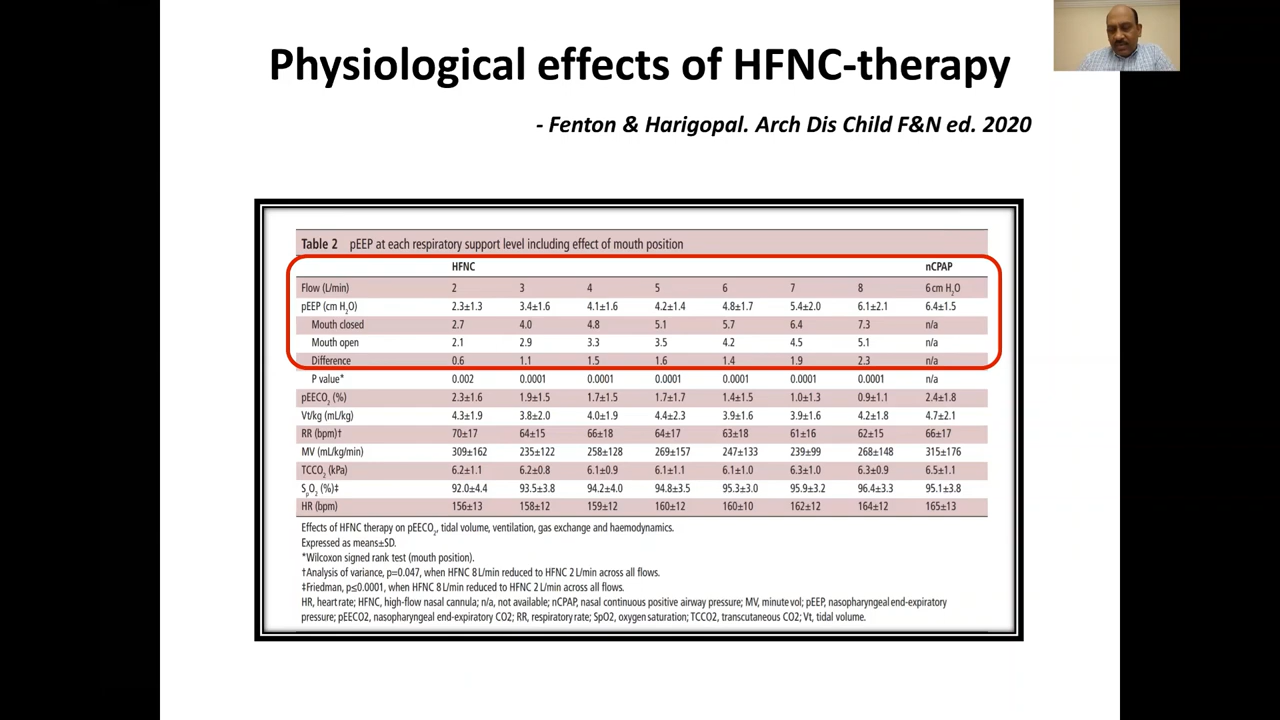 Physiological effects of HFNC-therapy
- Fenton & Harigopal. Arch Dis Child F&N ed. 2020
Table 2 pEEP at each respiratory support level including effect of mouth position
HFNC nCPAP
Flow (L/min) 2 3 4 5 6 7 8 6 cm H2O
pEEP (cm H2O) 2.3±1.3 3.4±1.6 4.1±1.6 4.2±1.4 4.8±1.7 5.4±2.0 6.1±2.1 6.4±1.5
Mouth closed 2.7 4.0 4.8 5.1 5.7 6.4 7.3 n/a
Mouth open 2.1 2.9 3.3 3.5 4.2 4.5 5.1 n/a
Difference 0.6 1.1 1.5 1.6 1.4 1.9 2.3 n/a
P value* 0.002 0.0001 0.0001 0.0001 0.0001 0.0001 0.0001 n/a
pEECO2 (%) 2.3±1.6 1.9±1.5 1.7±1.5 1.7±1.7 1.4±1.5 1.0±1.3 0.9±1.1 2.4±1.8
Vt/kg (mL/kg) 4.3±1.9 3.8±2.0 4.0±1.9 4.4±2.3 3.9±1.6 3.9±1.6 4.2±1.8 4.7±2.1
RR (bpm)† 70±17 64±15 66±18 64±17 63±18 61±16 62±15 66±17
MV (mL/kg/min) 309±162 235±122 258±128 269±157 247±133 239±99 268±148 315±176
TCCO2 (kPa) 6.2±1.1 6.2±0.8 6.1±0.9 6.1±1.1 6.1±1.0 6.3±1.0 6.3±0.9 6.5±1.1
SpO2 (%)‡ 92.0±4.4 93.5±3.8 94.2±4.0 94.8±3.5 95.3±3.0 95.9±3.2 96.4±3.3 95.1±3.8
HR (bpm) 156±13 158±12 159±12 160±12 160±10 162±12 164±12 165±13
Effects of HFNC therapy on pEECO2, tidal volume, ventilation, gas exchange and haemodynamics.
Expressed as means±SD.
*Wilcoxon signed rank test (mouth position).
†Analysis of variance, p=0.047, when HFNC 8 L/min reduced to HFNC 2 L/min across all flows.
‡Friedman, p≤0.0001, when HFNC 8 L/min reduced to HFNC 2 L/min across all flows.
HR, heart rate; HFNC, high-flow nasal cannula; n/a, not available; nCPAP, nasal continuous positive airway pressure; MV, minute vol; pEEP, nasopharyngeal end-expiratory
pressure; pEECO2, nasopharyngeal end-expiratory CO2; RR, respiratory rate; SpO2, oxygen saturation; TCCO2, transcutaneous CO2; Vt, tidal volume.